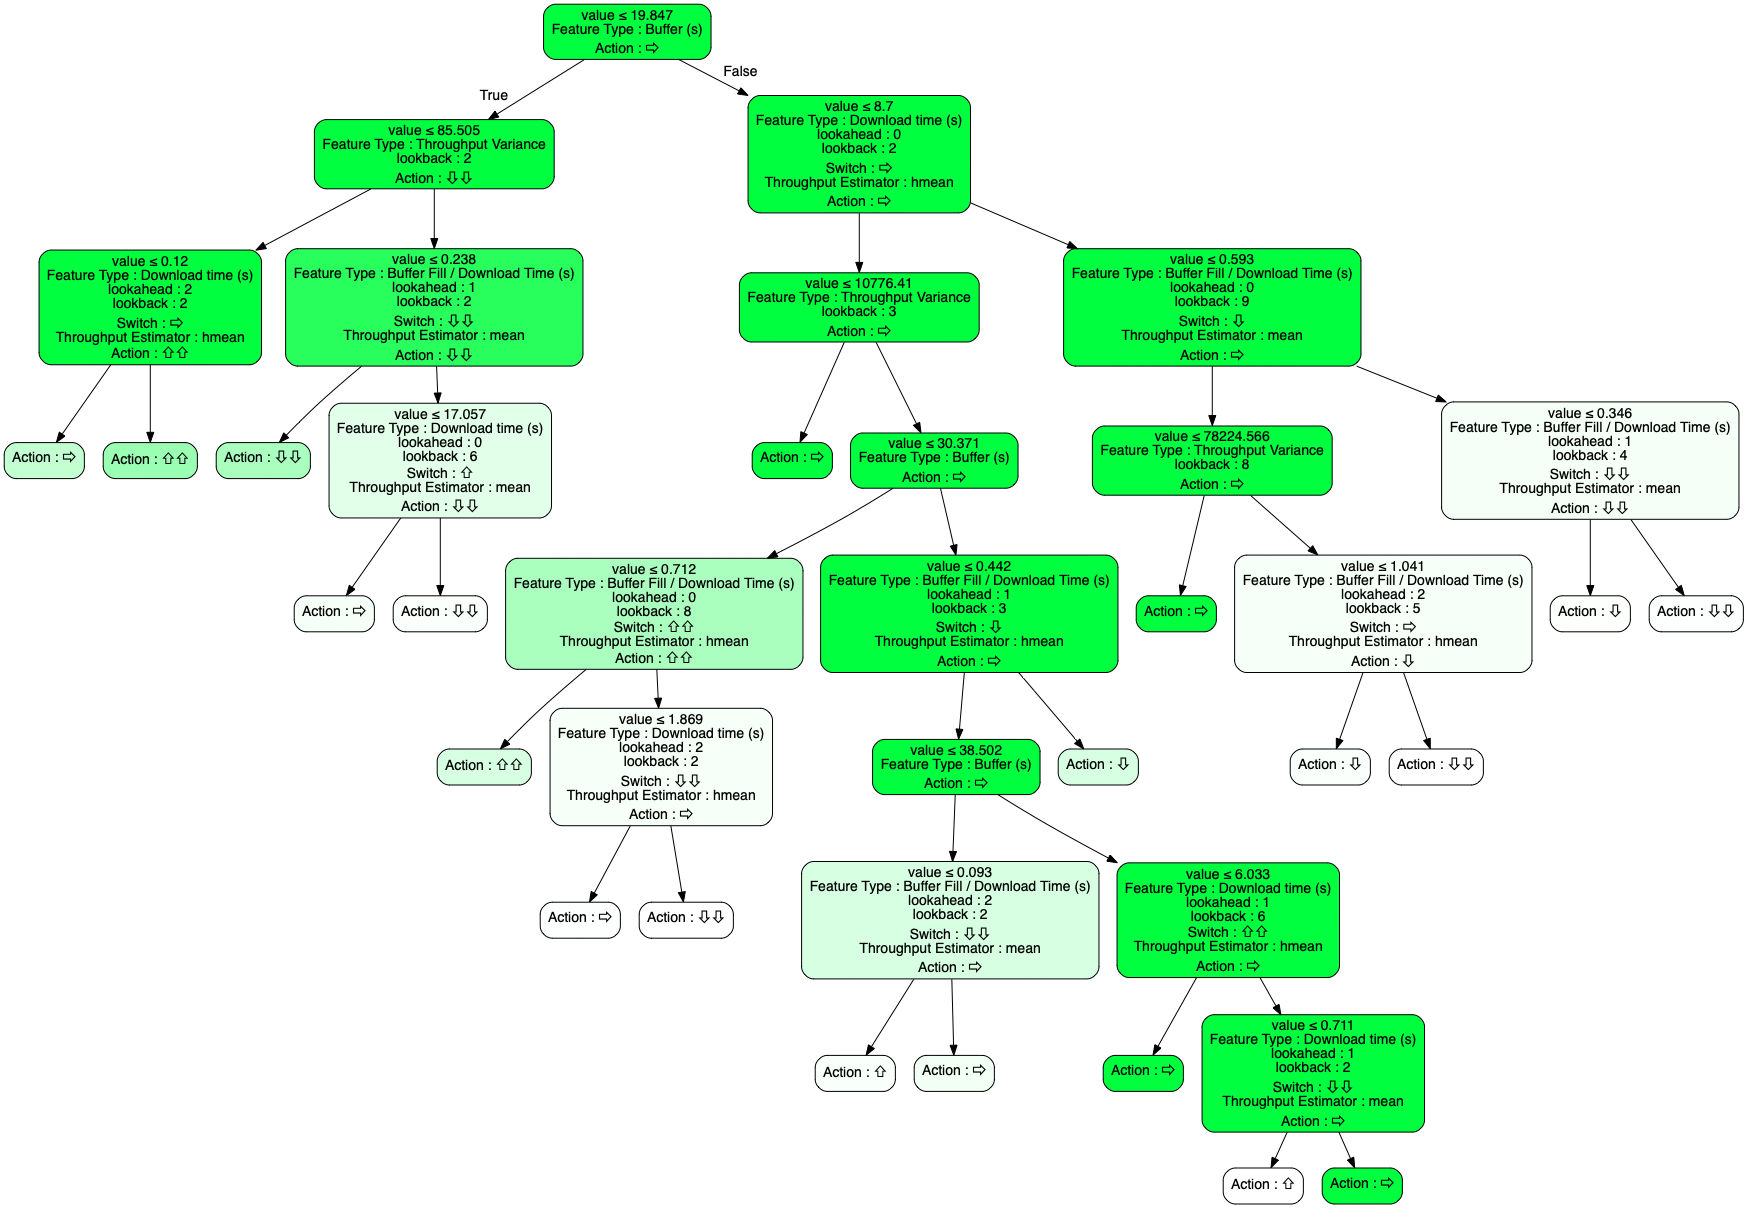 value ≤ 19.847
Feature Type : Buffer (s)
Action : ⇨
True
False
value ≤ 85.505
Feature Type : Throughput Variance
lookback : 2
Action : ⇩⇩
value ≤ 8.7
Feature Type : Download time (s)
lookahead : 0
lookback : 2
Switch : ⇨
Throughput Estimator : hmean
Action : ⇨
value ≤ 0.12
Feature Type : Download time (s)
lookahead : 2
lookback : 2
Switch : ⇨
Throughput Estimator : hmean
Action : ⇧⇧
value ≤ 0.238
Feature Type : Buffer Fill / Download Time (s)
lookahead : 1
lookback : 2
Switch : ⇩⇩
Throughput Estimator : mean
Action : ⇩⇩
value ≤ 10776.41
Feature Type : Throughput Variance
lookback : 3
Action : ⇨
value ≤ 0.593
Feature Type : Buffer Fill / Download Time (s)
lookahead : 0
lookback : 9
Switch : ⇩
Throughput Estimator : mean
Action : ⇨
Action : ⇨
Action : ⇧⇧
Action : ⇩⇩
value ≤ 17.057
Feature Type : Download time (s)
lookahead : 0
lookback : 6
Switch : ⇧
Throughput Estimator : mean
Action : ⇩⇩
Action : ⇨
value ≤ 30.371
Feature Type : Buffer (s)
Action : ⇨
value ≤ 78224.566
Feature Type : Throughput Variance
lookback : 8
Action : ⇨
value ≤ 0.346
Feature Type : Buffer Fill / Download Time (s)
lookahead : 1
lookback : 4
Switch : ⇩⇩
Throughput Estimator : mean
Action : ⇩⇩
Action : ⇨
Action : ⇩⇩
value ≤ 0.712
Feature Type : Buffer Fill / Download Time (s)
lookahead : 0
lookback : 8
Switch : ⇧⇧
Throughput Estimator : hmean
Action : ⇧⇧
value ≤ 0.442
Feature Type : Buffer Fill / Download Time (s)
lookahead : 1
lookback : 3
Switch : ⇩
Throughput Estimator : hmean
Action : ⇨
Action : ⇨
value ≤ 1.041
Feature Type : Buffer Fill / Download Time (s)
lookahead : 2
lookback : 5
Switch : ⇨
Throughput Estimator : hmean
Action : ⇩
Action : ⇩
Action : ⇩⇩
Action : ⇧⇧
value ≤ 1.869
Feature Type : Download time (s)
lookahead : 2
lookback : 2
Switch : ⇩⇩
Throughput Estimator : hmean
Action : ⇨
value ≤ 38.502
Feature Type : Buffer (s)
Action : ⇨
Action : ⇩
Action : ⇩
Action : ⇩⇩
Action : ⇨
Action : ⇩⇩
value ≤ 0.093
Feature Type : Buffer Fill / Download Time (s)
lookahead : 2
lookback : 2
Switch : ⇩⇩
Throughput Estimator : mean
Action : ⇨
value ≤ 6.033
Feature Type : Download time (s)
lookahead : 1
lookback : 6
Switch : ⇧⇧
Throughput Estimator : hmean
Action : ⇨
Action : ⇧
Action : ⇨
Action : ⇨
value ≤ 0.711
Feature Type : Download time (s)
lookahead : 1
lookback : 2
Switch : ⇩⇩
Throughput Estimator : mean
Action : ⇨
Action : ⇧
Action : ⇨